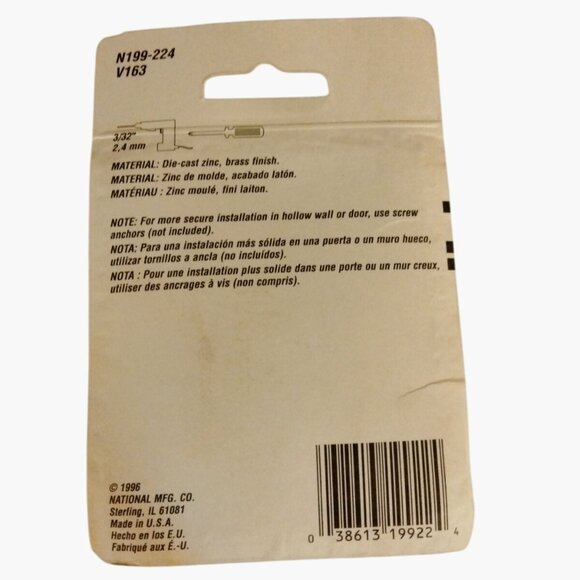 N199-224
V163
3/32"
2,4 mm
MATERIAL: Die-cast zinc, brass finish.
MATERIAL: Zinc de molde, acabado latón.
MATÉRIAU : Zinc moulé, fini laiton.
NOTE: For more secure installation in hollow wall or door, use screw
anchors (not included).
NOTA: Para una instalación más sólida en una puerta o un muro hueco,
utilizar tornillos a ancla (no incluídos).
NOTA : Pour une installation plus solide dans une porte ou un mur creux,
utiliser des ancrages à vis (non compris).
© 1996
NATIONAL MFG. CO.
Sterling, IL 61081
Made in U.S.A.
Hecho en los E.U.
Fabriqué aux É.-U.
0 38613 19922 4